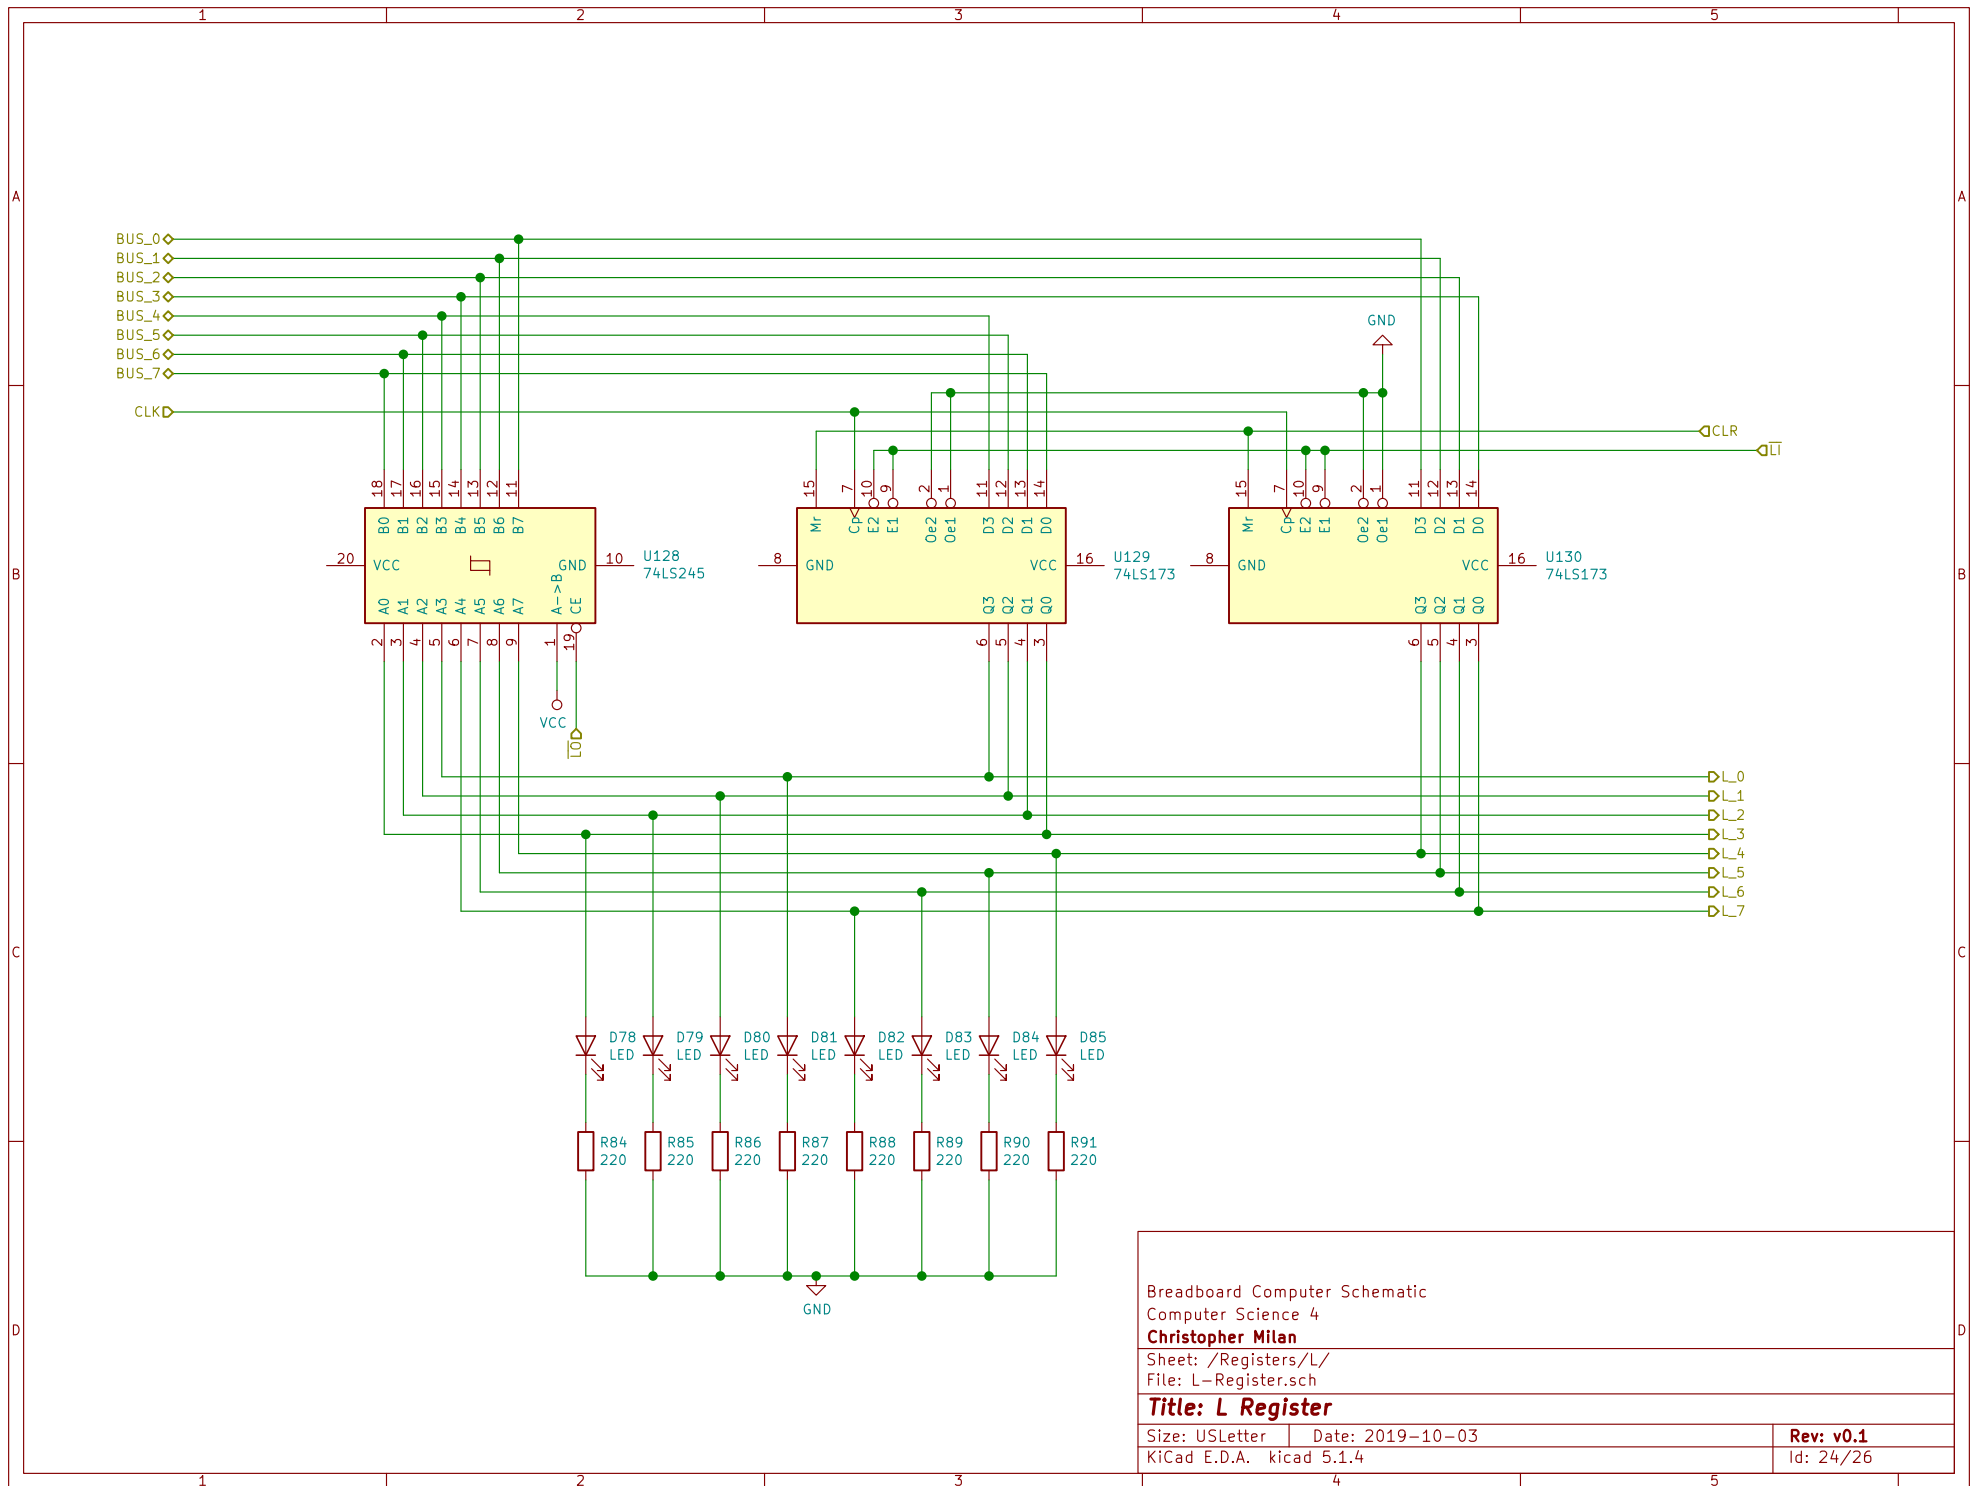 1 2 3 4 5
A A
BUS_0
BUS_1
BUS_2
BUS_3
BUS_4
BUS_5
BUS_6
BUS_7
CLK
GND
CLR
LI
18 17 16 15 14 13 12 11
B0 B1 B2 B3 B4 B5 B6 B7
20 VCC GND 10
A0 A1 A2 A3 A4 A5 A6 A7 A->B CE
2 3 4 5 6 7 8 9 1 19
U128
74LS245
VCC
LO
15 7 10 9 2 1 11 12 13 14
Mr Cp E2 E1 Oe2 Oe1 D3 D2 D1 D0
8 GND VCC 16
Q3 Q2 Q1 Q0
6 5 4 3
U129
74LS173
15 7 10 9 2 1 11 12 13 14
Mr Cp E2 E1 Oe2 Oe1 D3 D2 D1 D0
8 GND VCC 16
Q3 Q2 Q1 Q0
6 5 4 3
U130
74LS173
B B
L_0
L_1
L_2
L_3
L_4
L_5
L_6
L_7
C C
D78 D79 D80 D81 D82 D83 D84 D85
LED LED LED LED LED LED LED LED
R84 R85 R86 R87 R88 R89 R90 R91
220 220 220 220 220 220 220 220
GND
D D
Breadboard Computer Schematic
Computer Science 4
Christopher Milan
Sheet: /Registers/L/
File: L-Register.sch
Title: L Register
Size: USLetter Date: 2019-10-03 Rev: v0.1
KiCad E.D.A. kicad 5.1.4 Id: 24/26
1 2 3 4 5